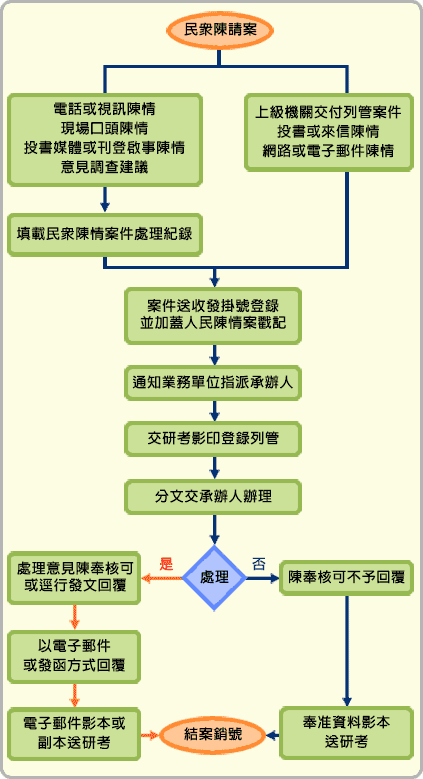 民眾陳請案
電話或視訊陳情
現場口頭陳情
投書媒體或刊登啟事陳情
意見調查建議
上級機關交付列管案件
投書或來信陳情
網路或電子郵件陳情
填載民眾陳情案件處理紀錄
案件送收發掛號登錄
並加蓋人民陳情案戳記
通知業務單位指派承辦人
交研考影印登錄列管
分文交承辦人辦理
處理
是
否
處理意見陳奉核可
或逕行發文回覆
陳奉核可不予回覆
以電子郵件
或發函方式回覆
電子郵件影本或
副本送研考
結案銷號
奉准資料影本
送研考